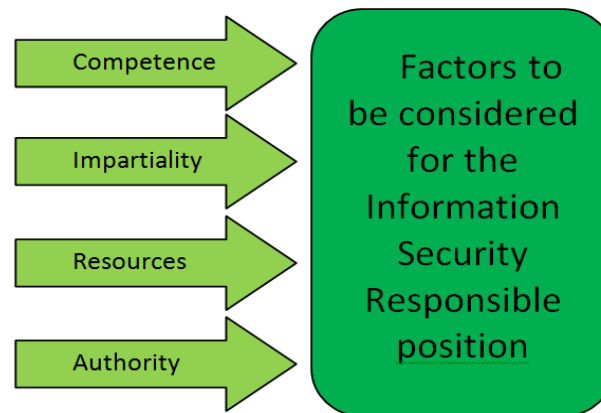 Competence
Impartiality
Resources
Authority
Factors to
be considered
for the
Information
Security
Responsible
position